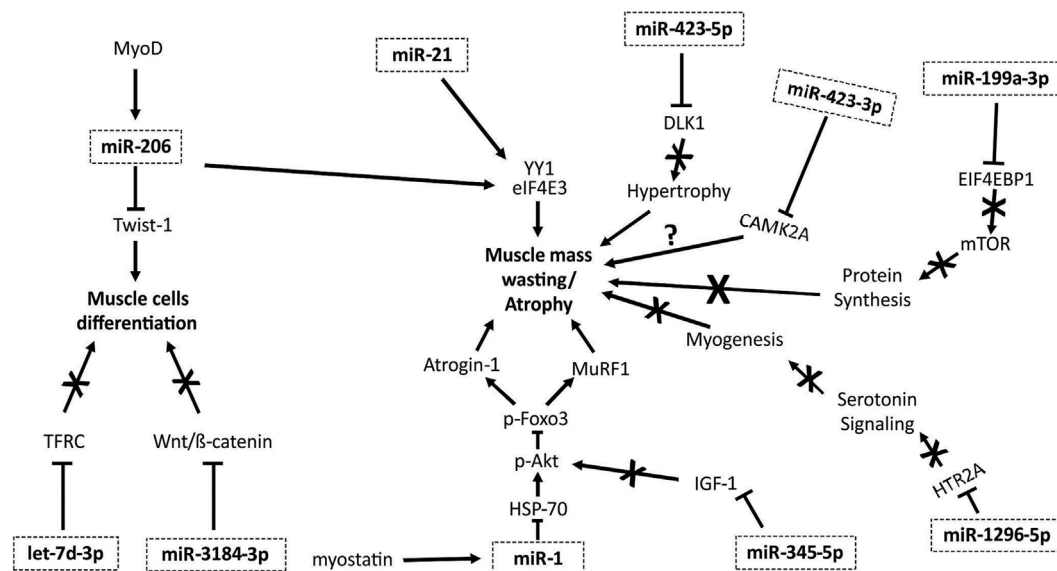 miR-423-5p
MyoD
miR-21
miR-199a-3p
miR-423-3p
DLK1
miR-206
YY1
eIF4E3
Hypertrophy
EIF4EBP1
Twist-1
?
CAMK2A
mTOR
Muscle mass
wasting/
Atrophy
Protein
Synthesis
Muscle cells
differentiation
Myogenesis
Atrogin-1
MuRF1
p-Foxo3
Serotonin
Signaling
TFRC
Wnt/ß-catenin
p-Akt
IGF-1
HTR2A
HSP-70
let-7d-3p
miR-3184-3p
myostatin
miR-1
miR-345-5p
miR-1296-5p